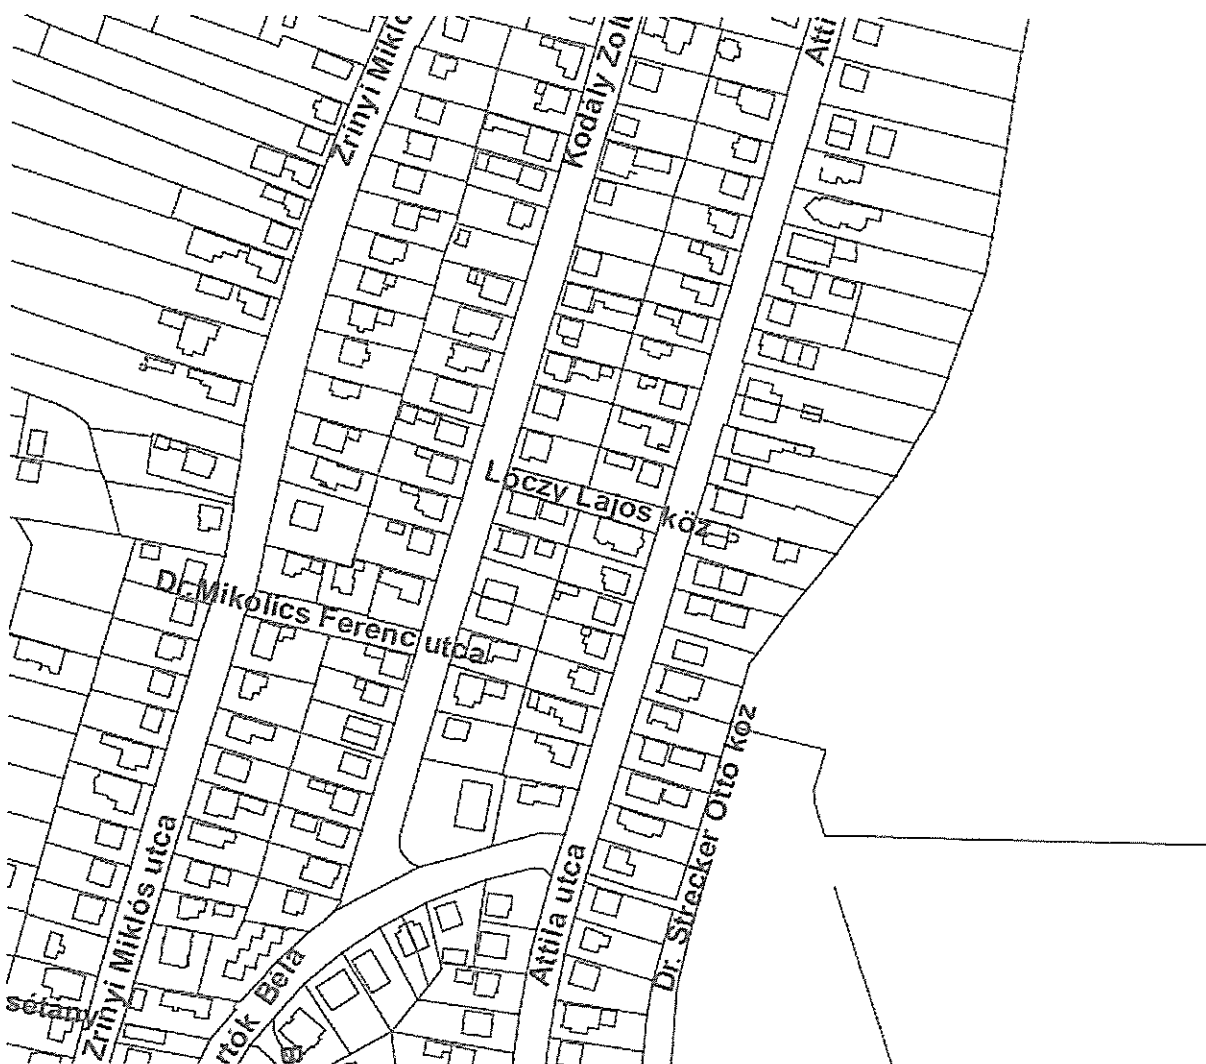 Zrínyi Mikló
Kodály Zolt
Atti
Lóczy Lajos köz
Dr.Mikolics Ferenc utca
Dr. Strecker Ottó köz
Zrínyi Miklós utca
Attila utca
rtók Béla
sétány